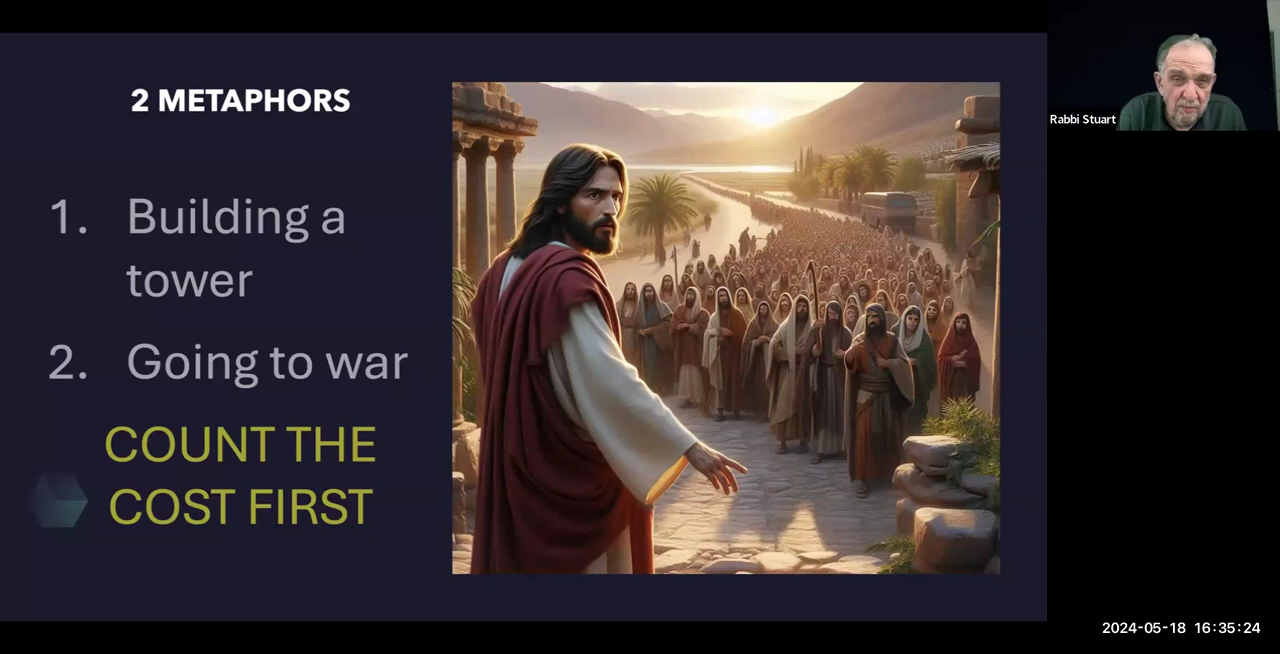 2 METAPHORS
1. Building a
tower
2. Going to war
COUNT THE
COST FIRST
Rabbi Stuart
2024-05-18 16:35:24